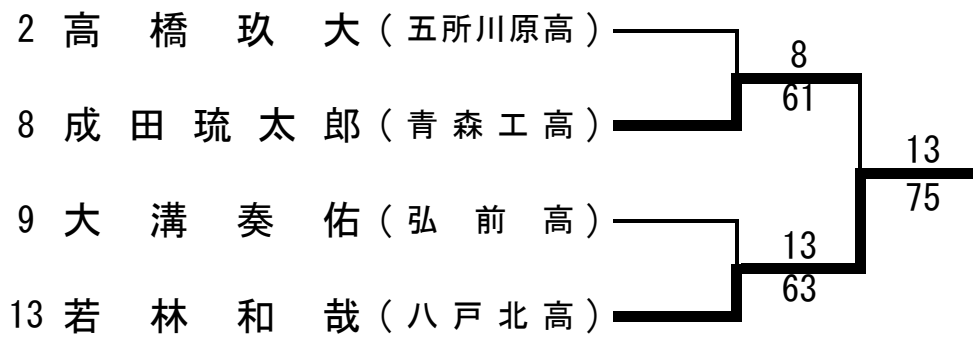 2 高橋玖大（五所川原高）
8
61
8 成田琉太郎（青森工高）
13
75
9 大溝奏佑（弘前高）
13
63
13 若林和哉（八戸北高）